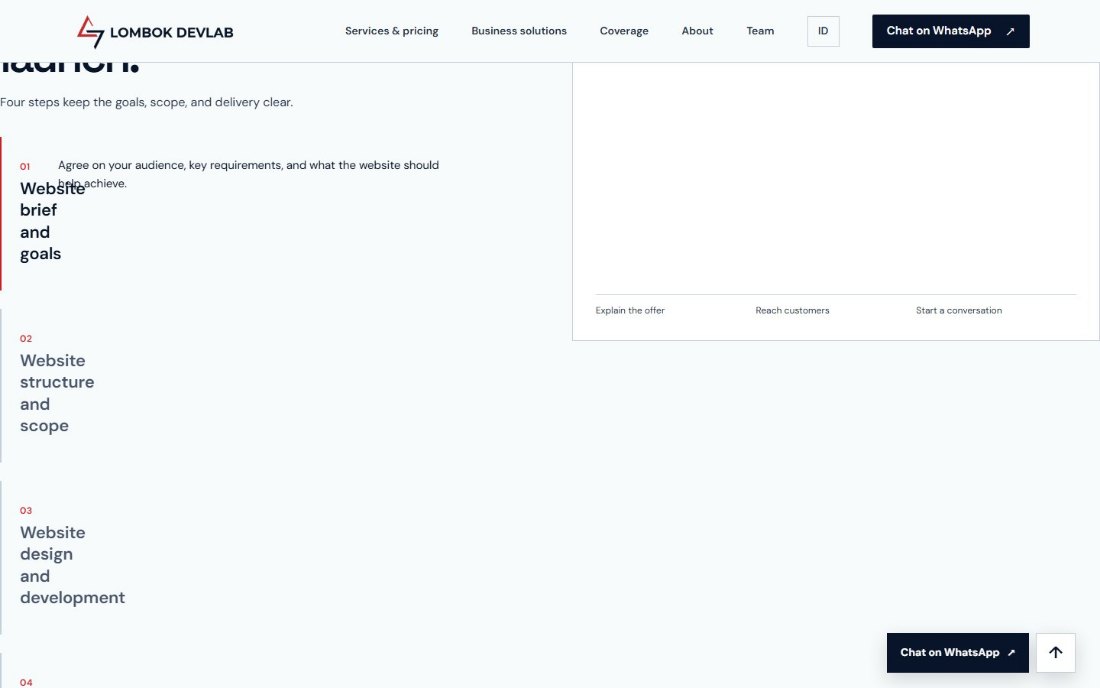 LOMBOK DEVLAB
Services & pricing
Business solutions
Coverage
About
Team
ID
Chat on WhatsApp ↗
launch.
Four steps keep the goals, scope, and delivery clear.
01
Agree on your audience, key requirements, and what the website should
help achieve.
Website
brief
and
goals
Explain the offer
Reach customers
Start a conversation
02
Website
structure
and
scope
03
Website
design
and
development
04
Chat on WhatsApp ↗